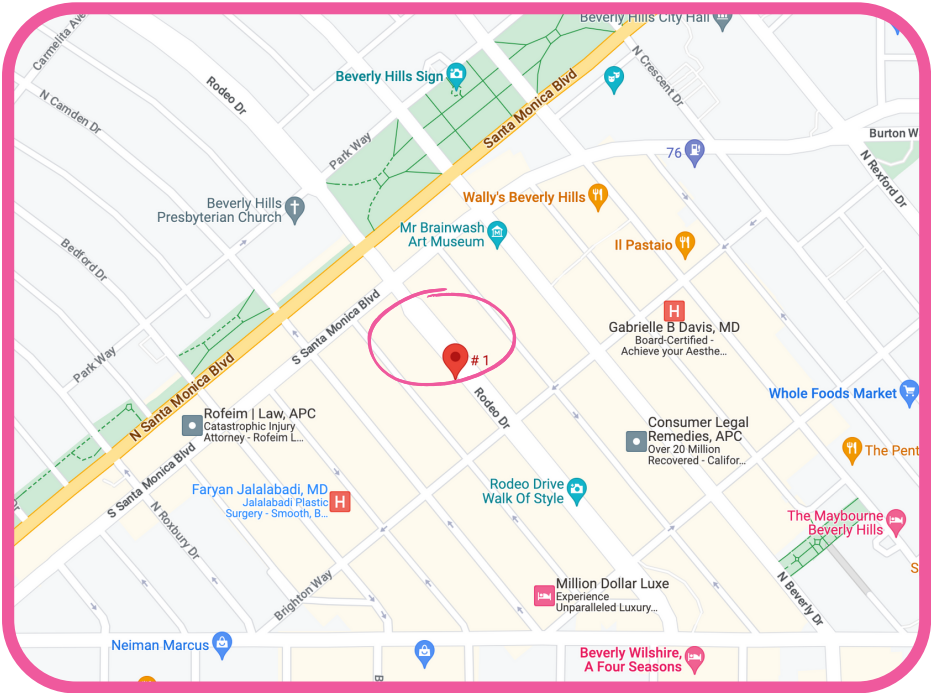 Beverly Hills City Hall
Carmelita Ave
Rodeo Dr
N Crescent Dr
Beverly Hills Sign
Santa Monica Blvd
N Camden Dr
Park Way
Burton W
76
N Rexford Dr
Wally's Beverly Hills
Beverly Hills
Presbyterian Church
Mr Brainwash
Art Museum
Il Pastaio
Bedford Dr
S Santa Monica Blvd
Gabrielle B Davis, MD
Board-Certified -
Achieve your Aesthe...
Park Way
# 1
N Santa Monica Blvd
Rodeo Dr
Whole Foods Market
Rofeim | Law, APC
Catastrophic Injury
Attorney - Rofeim L...
Consumer Legal
Remedies, APC
Over 20 Million
Recovered - Califor...
The Pent
S Santa Monica Blvd
Faryan Jalalabadi, MD
Jalalabadi Plastic
Surgery - Smooth, B...
H
H
Rodeo Drive
Walk Of Style
N Roxbury Dr
The Maybourne
Beverly Hills
S
Brighton Way
Million Dollar Luxe
Experience
Unparalleled Luxury...
N Beverly Dr
Neiman Marcus
Beverly Wilshire,
A Four Seasons
B